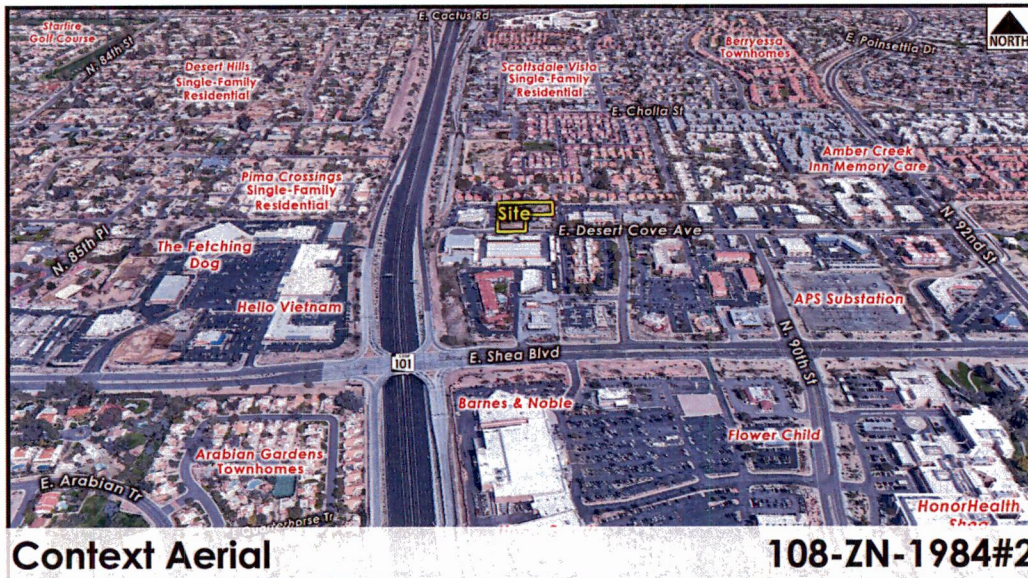 E. Cactus Rd
Starfire
Golf Course
N. 84th St
NORTH
Desert Hills
Single-Family
Residential
Scottsdale Vista
Single-Family
Residential
Berryessa
Townhomes
E. Poinsettia Dr
E. Cholla St
Amber Creek
Inn Memory Care
Pima Crossings
Single-Family
Residential
N. 85th Pl
The Fetching
Dog
Site
E. Desert Cove Ave
N. 92nd St
Hello Vietnam
APS Substation
N. 90th St
E. Shea Blvd
101
Barnes & Noble
Flower Child
Arabian Gardens
Townhomes
E. Arabian Tr
HonorHealth
Shea
Context Aerial
108-ZN-1984#2